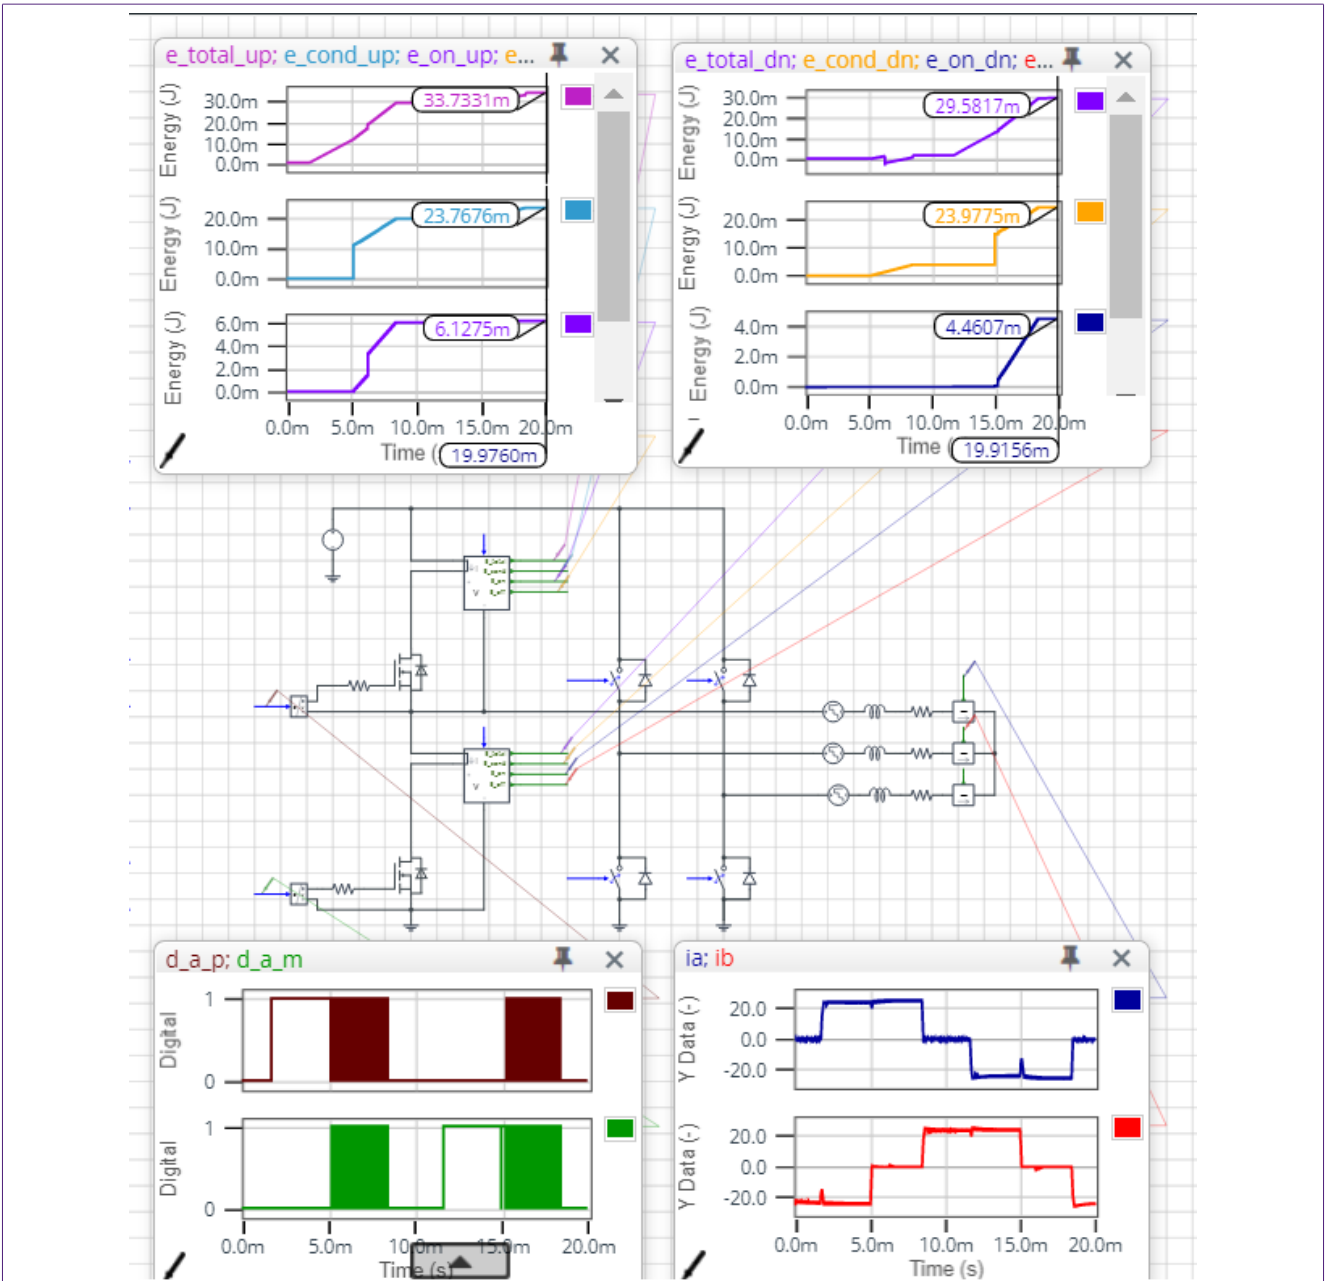 e_total_up; e_cond_up; e_on_up; e...
Energy (J)
30.0m
20.0m
10.0m
0.0m
33.7331m
Energy (J)
20.0m
10.0m
0.0m
23.7676m
Energy (J)
6.0m
4.0m
2.0m
0.0m
6.1275m
0.0m 5.0m 10.0m 15.0m 20.0m
Time (
19.9760m
e_total_dn; e_cond_dn; e_on_dn; e...
Energy (J)
30.0m
20.0m
10.0m
0.0m
29.5817m
Energy (J)
20.0m
10.0m
0.0m
23.9775m
Energy (J)
4.0m
2.0m
0.0m
4.4607m
0.0m 5.0m 10.0m 15.0m 20.0m
Time (
19.9156m
V
V
d_a_p; d_a_m
Digital
1
0
Digital
1
0
0.0m 5.0m 10.0m 15.0m 20.0m
Time (s)
ia; ib
Y Data (-)
20.0
0.0
-20.0
Y Data (-)
20.0
0.0
-20.0
0.0m 5.0m 10.0m 15.0m 20.0m
Time (s)